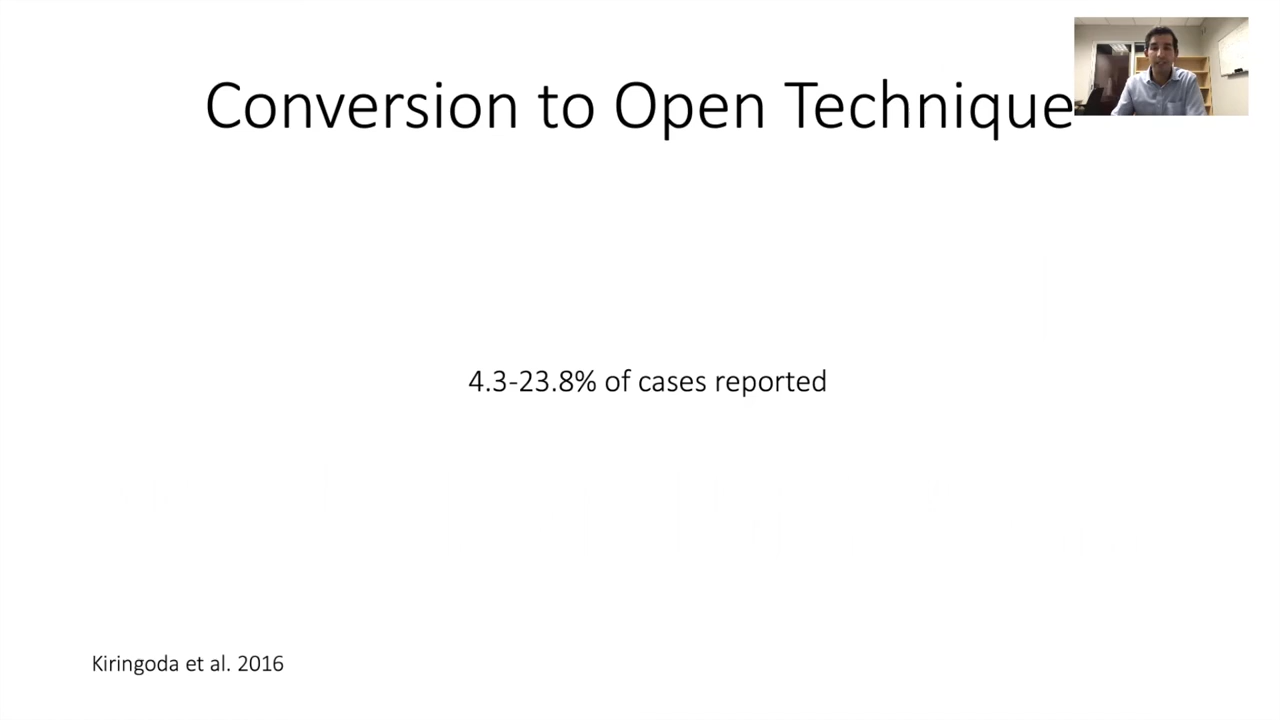 Conversion to Open Technique
4.3-23.8% of cases reported
Kiringoda et al. 2016